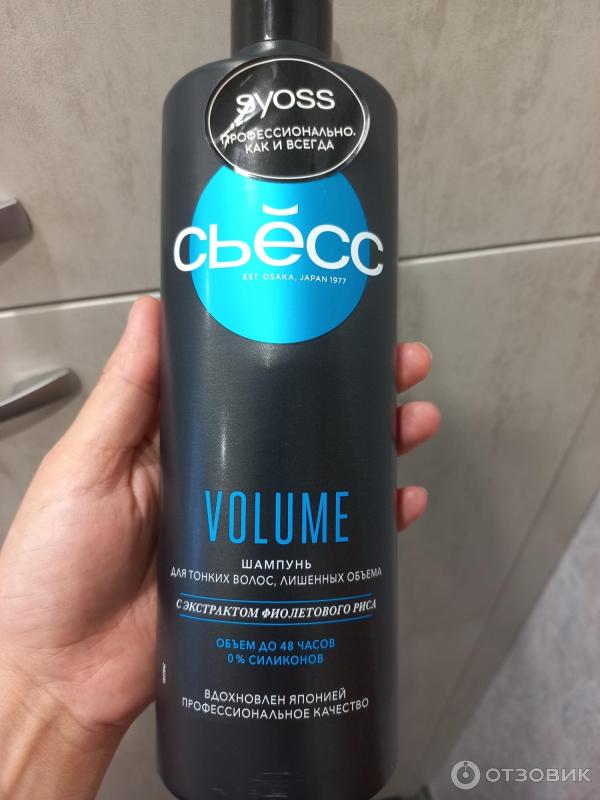 syoss
ПРОФЕССИОНАЛЬНО.
КАК И ВСЕГДА
СЬЁСС
EST. OSAKA, JAPAN 1977
VOLUME
ШАМПУНЬ
ДЛЯ ТОНКИХ ВОЛОС, ЛИШЕННЫХ ОБЪЕМА
С ЭКСТРАКТОМ ФИОЛЕТОВОГО РИСА
ОБЪЕМ ДО 48 ЧАСОВ
0% СИЛИКОНОВ
ВДОХНОВЛЕН ЯПОНИЕЙ
ПРОФЕССИОНАЛЬНОЕ КАЧЕСТВО
ОТЗОВИК